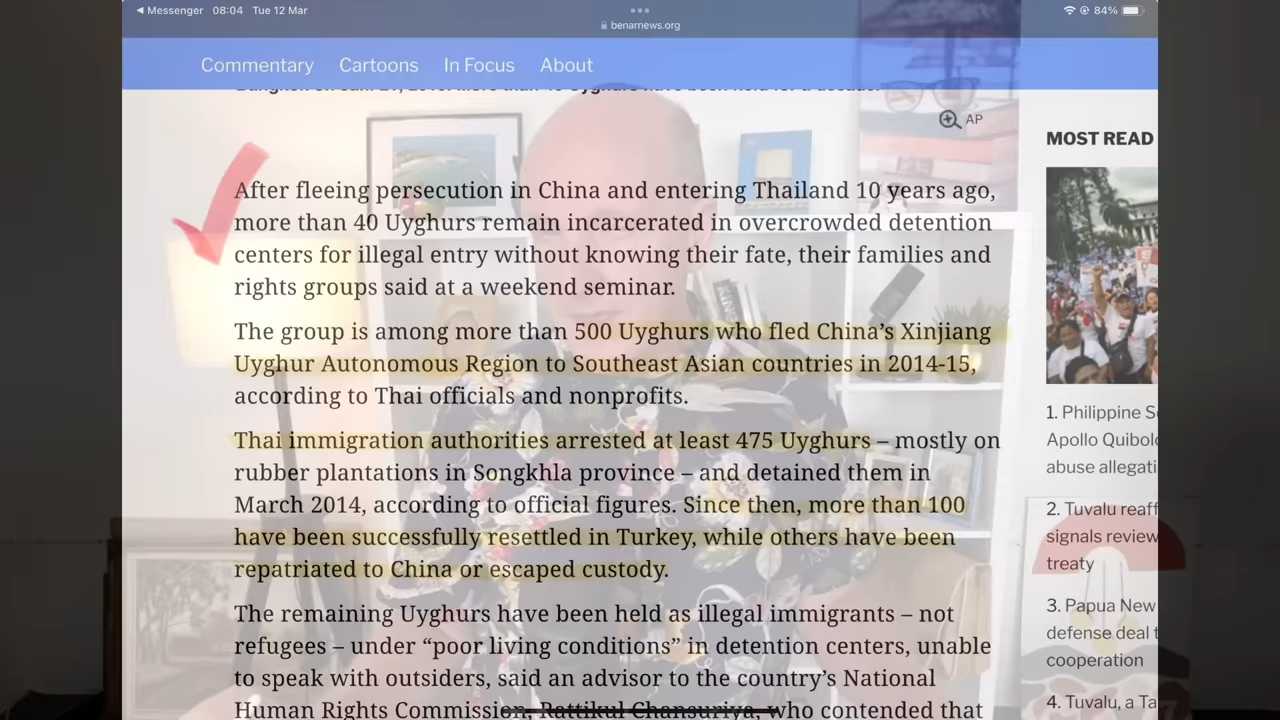 Messenger 08:04 Tue 12 Mar
84%
benarnews.org
Commentary Cartoons In Focus About
AP
MOST READ
After fleeing persecution in China and entering Thailand 10 years ago,
more than 40 Uyghurs remain incarcerated in overcrowded detention
centers for illegal entry without knowing their fate, their families and
rights groups said at a weekend seminar.
The group is among more than 500 Uyghurs who fled China’s Xinjiang
Uyghur Autonomous Region to Southeast Asian countries in 2014-15,
according to Thai officials and nonprofits.
Thai immigration authorities arrested at least 475 Uyghurs – mostly on
rubber plantations in Songkhla province – and detained them in
March 2014, according to official figures. Since then, more than 100
have been successfully resettled in Turkey, while others have been
repatriated to China or escaped custody.
The remaining Uyghurs have been held as illegal immigrants – not
refugees – under “poor living conditions” in detention centers, unable
to speak with outsiders, said an advisor to the country’s National
Human Rights Commission, Rattikul Chansuriya, who contended that
1. Philippine S
Apollo Quibol
abuse allegati
2. Tuvalu reaff
signals review
treaty
3. Papua New
defense deal t
cooperation
4. Tuvalu, a Ta